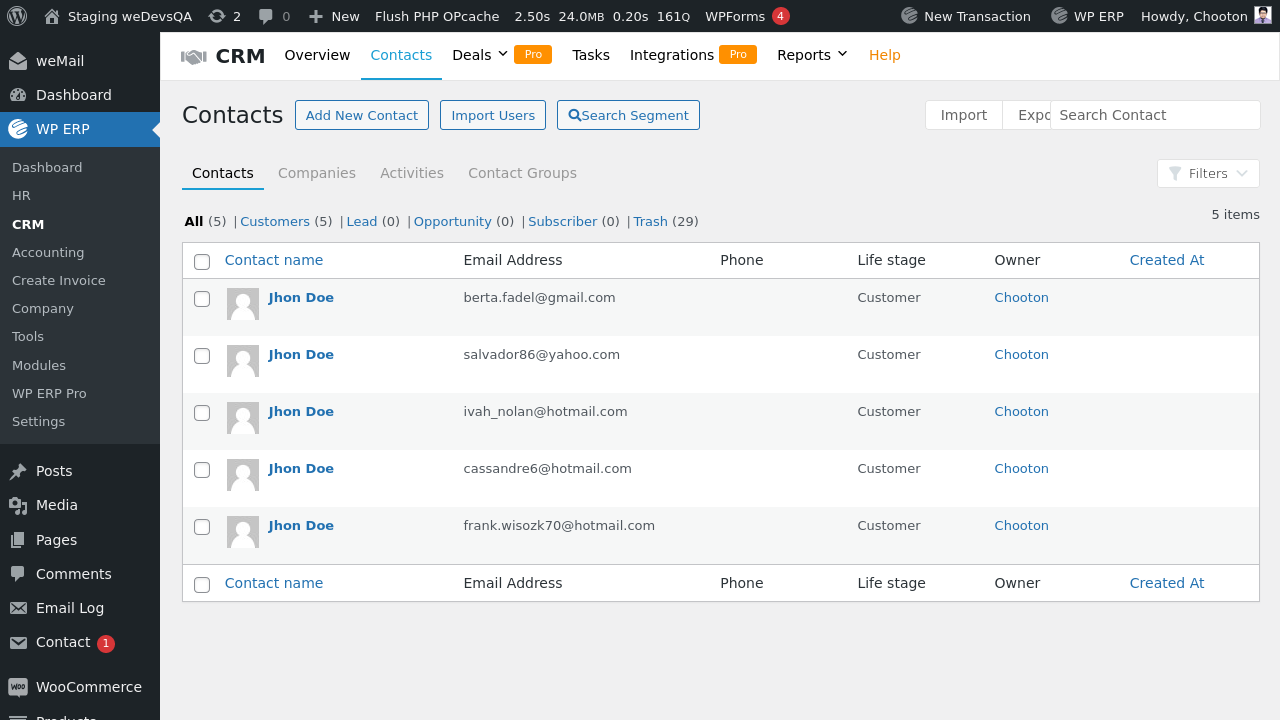 Staging weDevsQA 2 0 New Flush PHP OPcache 2.50s 24.0MB 0.20s 161Q WPForms 4 New Transaction WP ERP Howdy, Chooton
weMail
Dashboard
WP ERP
Dashboard
HR
CRM
Accounting
Create Invoice
Company
Tools
Modules
WP ERP Pro
Settings
Posts
Media
Pages
Comments
Email Log
Contact 1
WooCommerce
Products
CRM Overview Contacts Deals Pro Tasks Integrations Pro Reports Help
Contacts Add New Contact Import Users Search Segment Import Expo Search Contact
Contacts Companies Activities Contact Groups Filters
All (5) | Customers (5) | Lead (0) | Opportunity (0) | Subscriber (0) | Trash (29) 5 items
Contact name Email Address Phone Life stage Owner Created At
Jhon Doe berta.fadel@gmail.com Customer Chooton
Jhon Doe salvador86@yahoo.com Customer Chooton
Jhon Doe ivah_nolan@hotmail.com Customer Chooton
Jhon Doe cassandre6@hotmail.com Customer Chooton
Jhon Doe frank.wisozk70@hotmail.com Customer Chooton
Contact name Email Address Phone Life stage Owner Created At